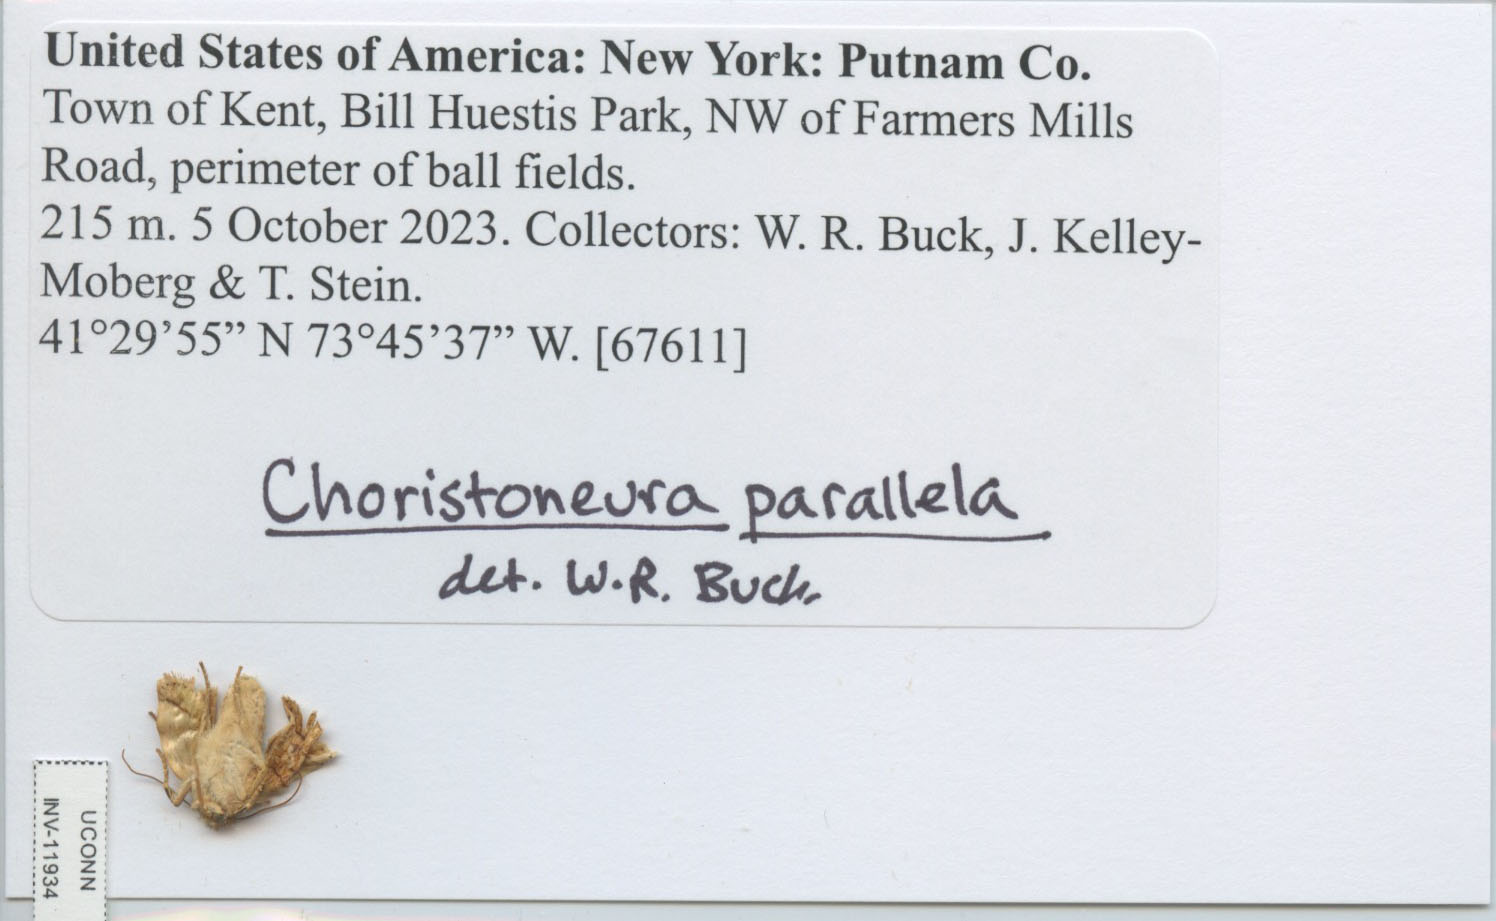 United States of America: New York: Putnam Co.
Town of Kent, Bill Huestis Park, NW of Farmers Mills
Road, perimeter of ball fields.
215 m. 5 October 2023. Collectors: W. R. Buck, J. Kelley-
Moberg & T. Stein.
41°29’55” N 73°45’37” W. [67611]
Choristoneura parallela
det. W.R. Buck
UCONN
INV-11934